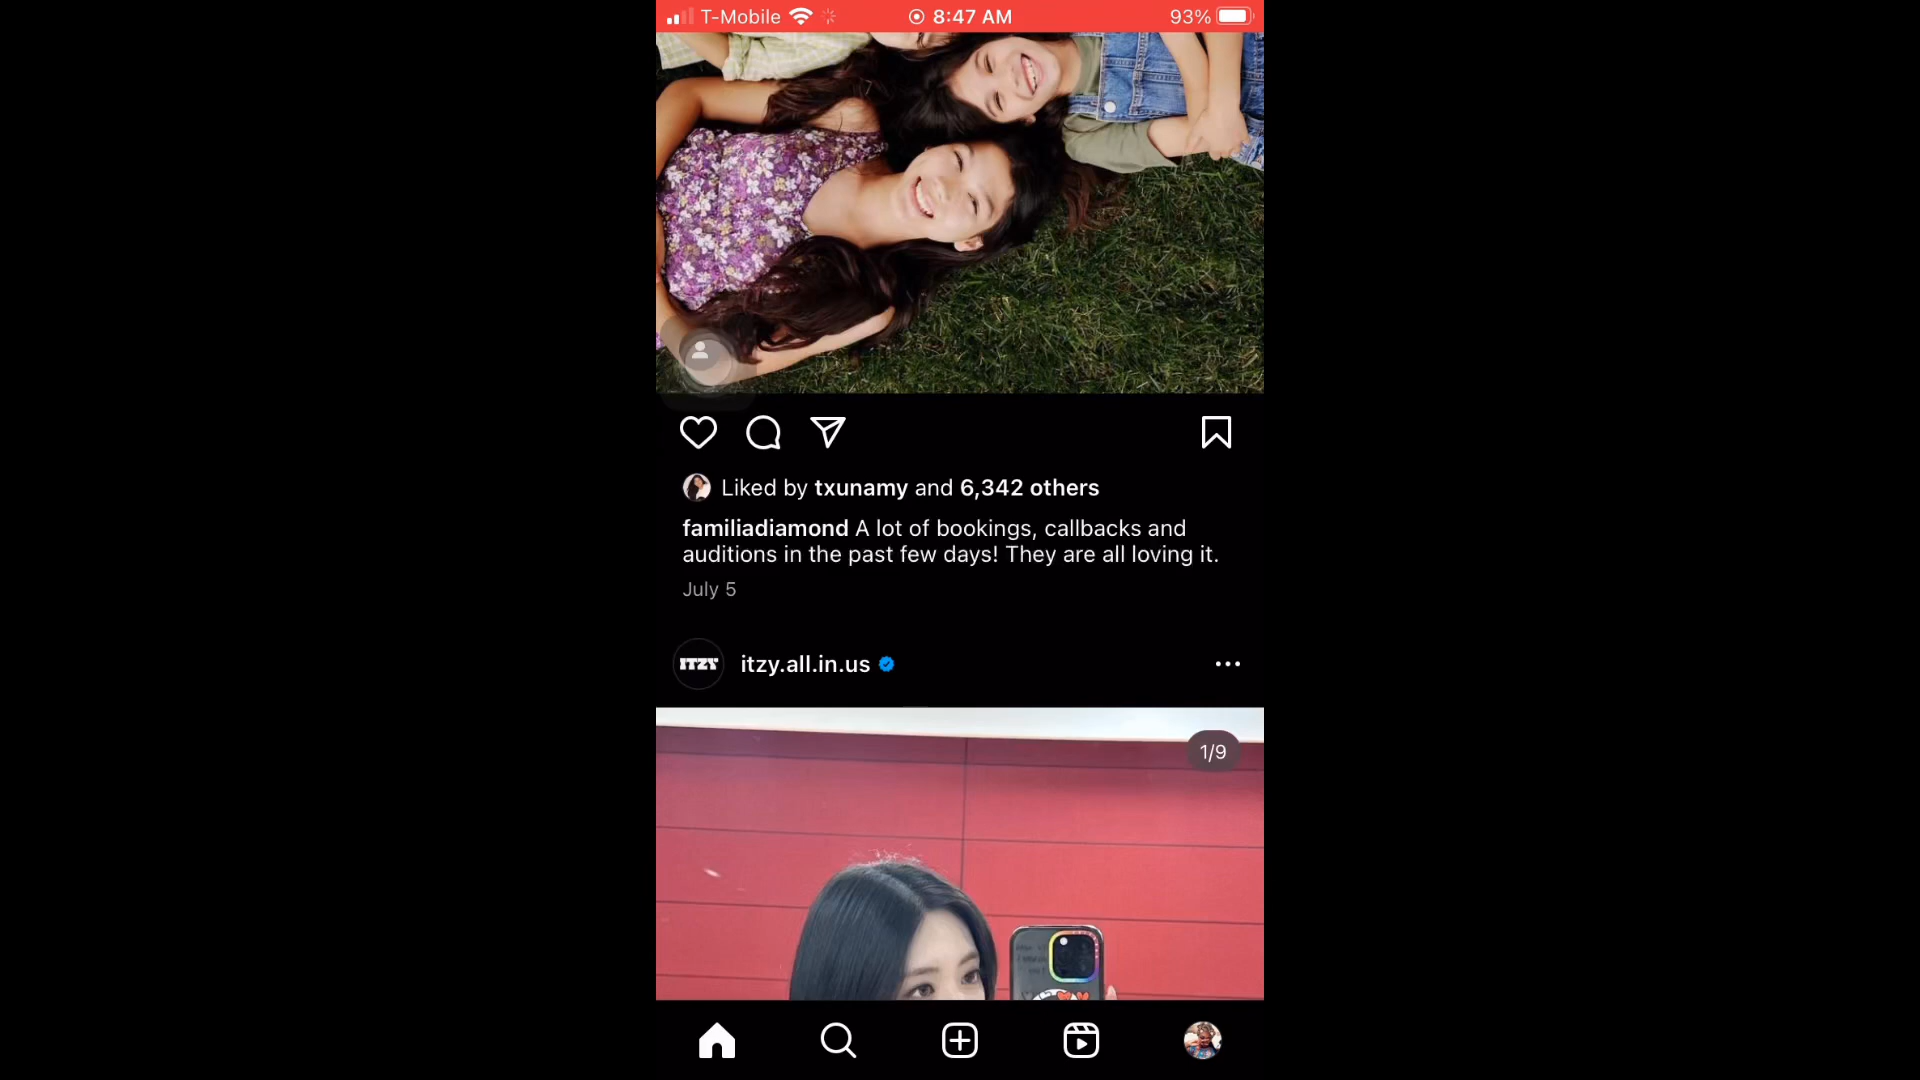 T-Mobile 8:47 AM 93%
Liked by txunamy and 6,342 others
familiadiamond A lot of bookings, callbacks and
auditions in the past few days! They are all loving it.
July 5
ITZY itzy.all.in.us
1/9